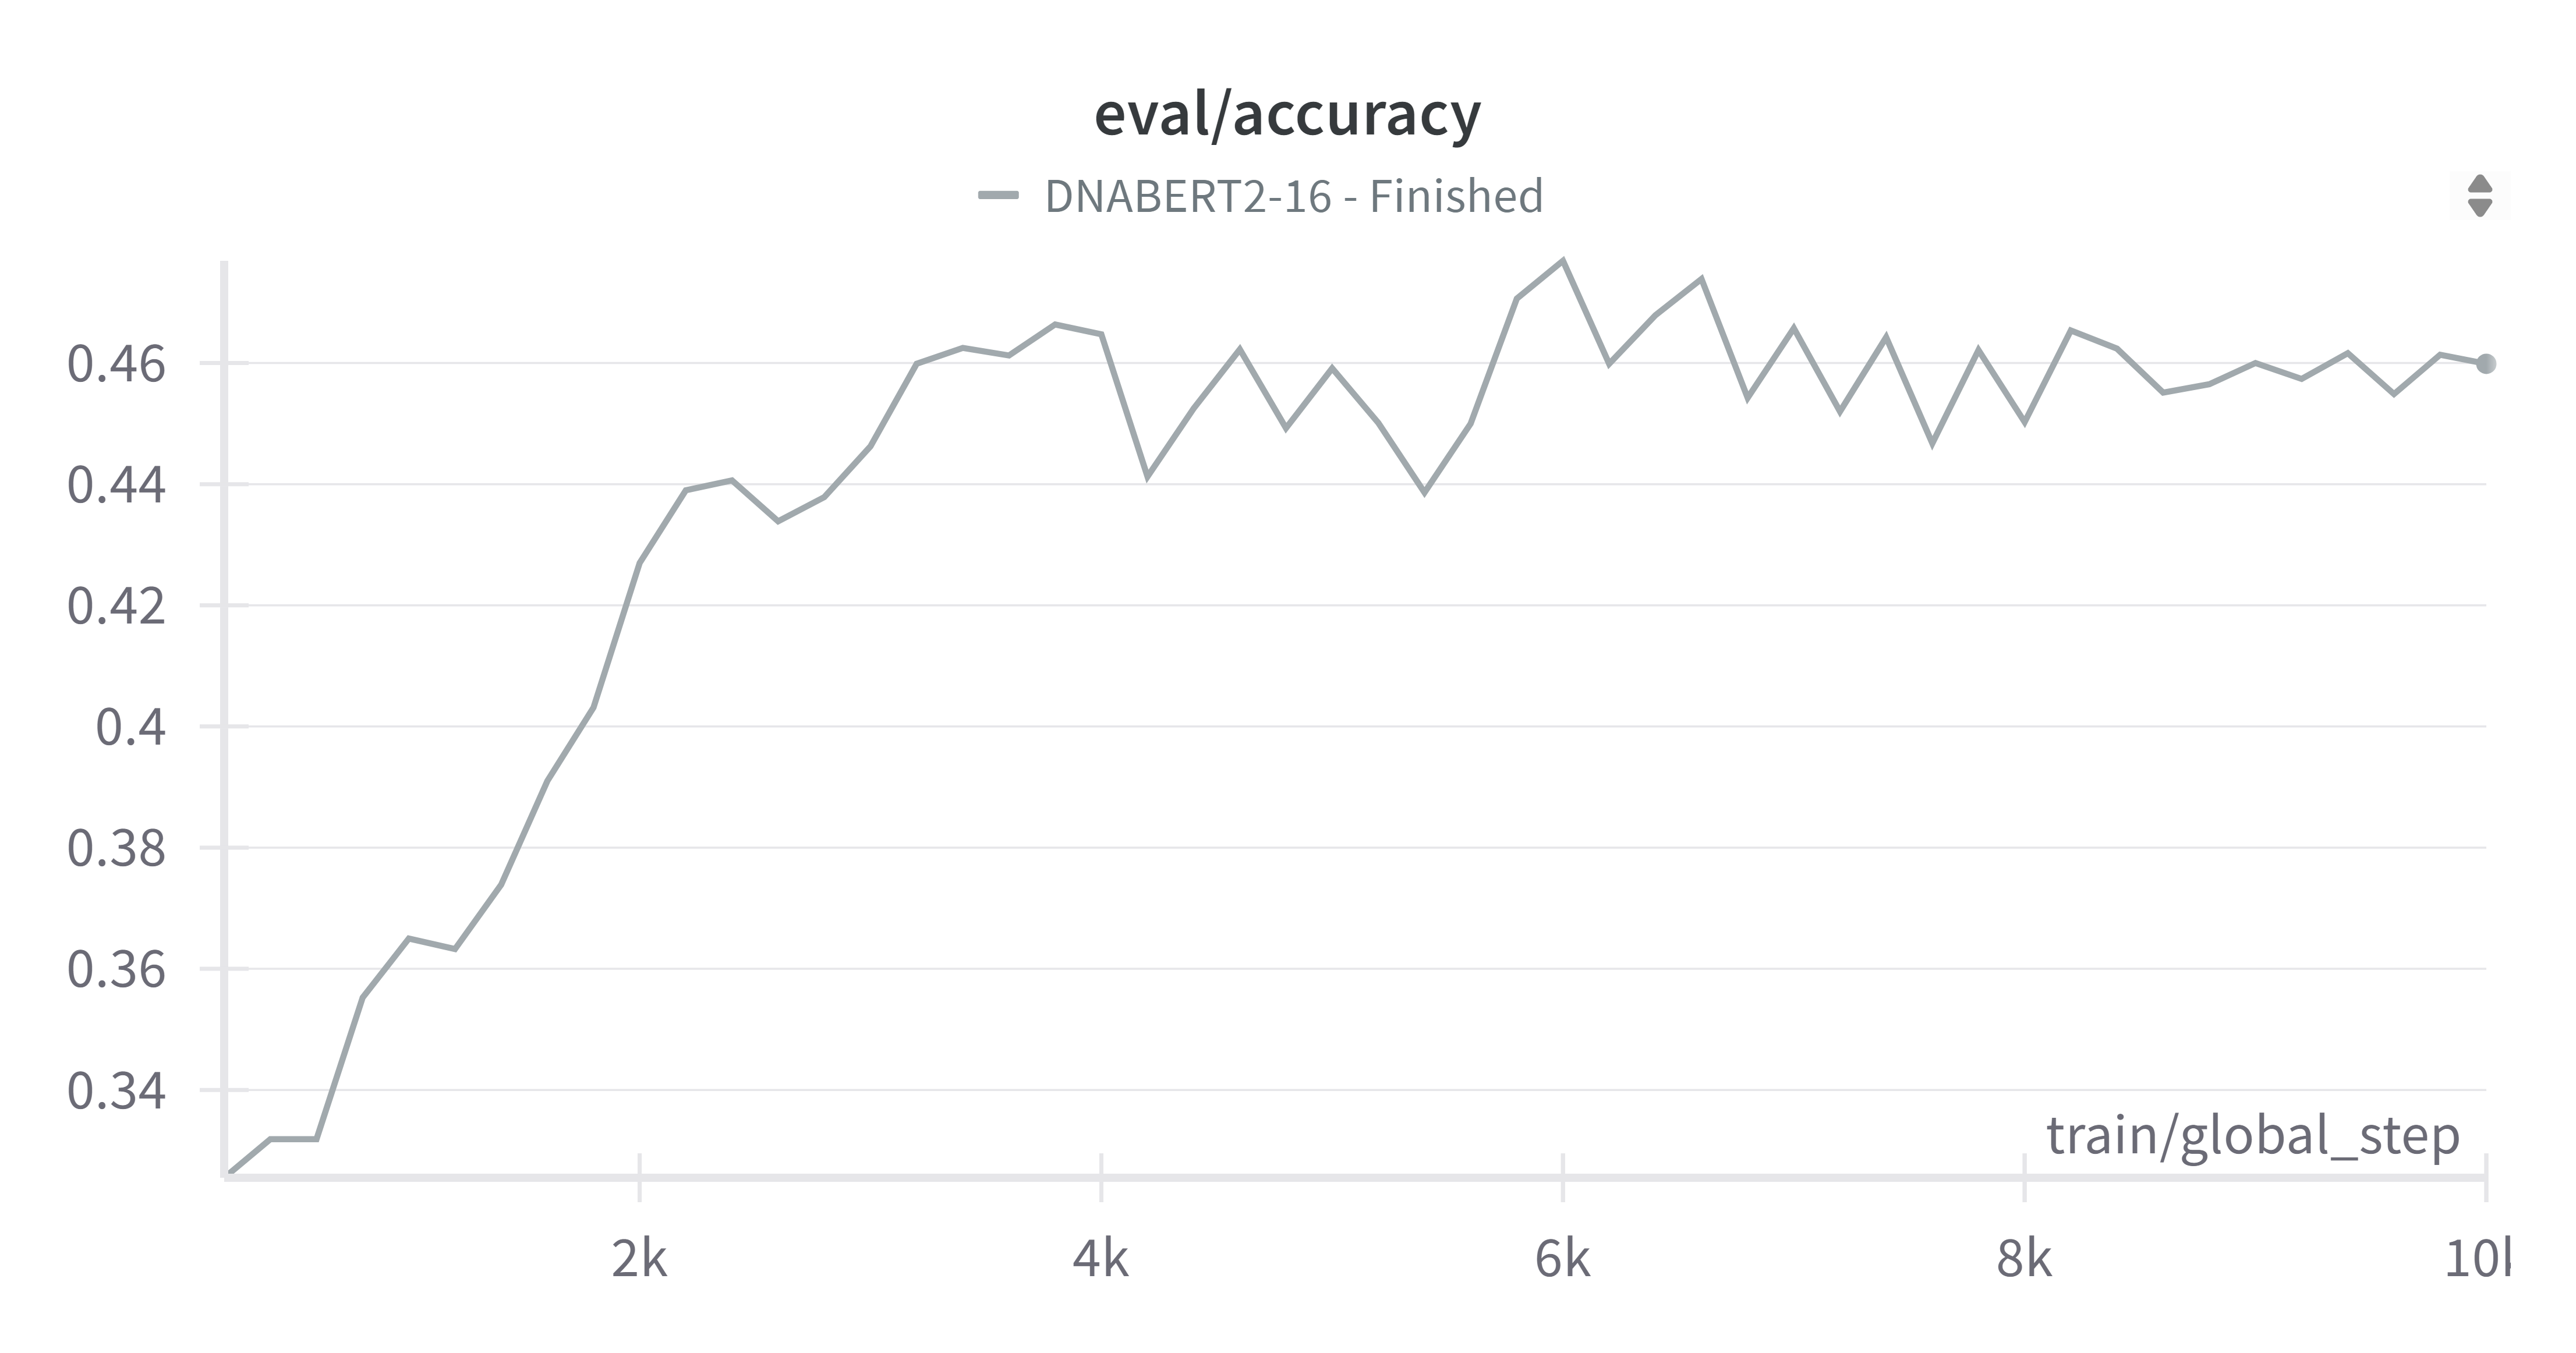 eval/accuracy
DNABERT2-16 - Finished
0.46
0.44
0.42
0.4
0.38
0.36
0.34
train/global_step
2k 4k 6k 8k 10